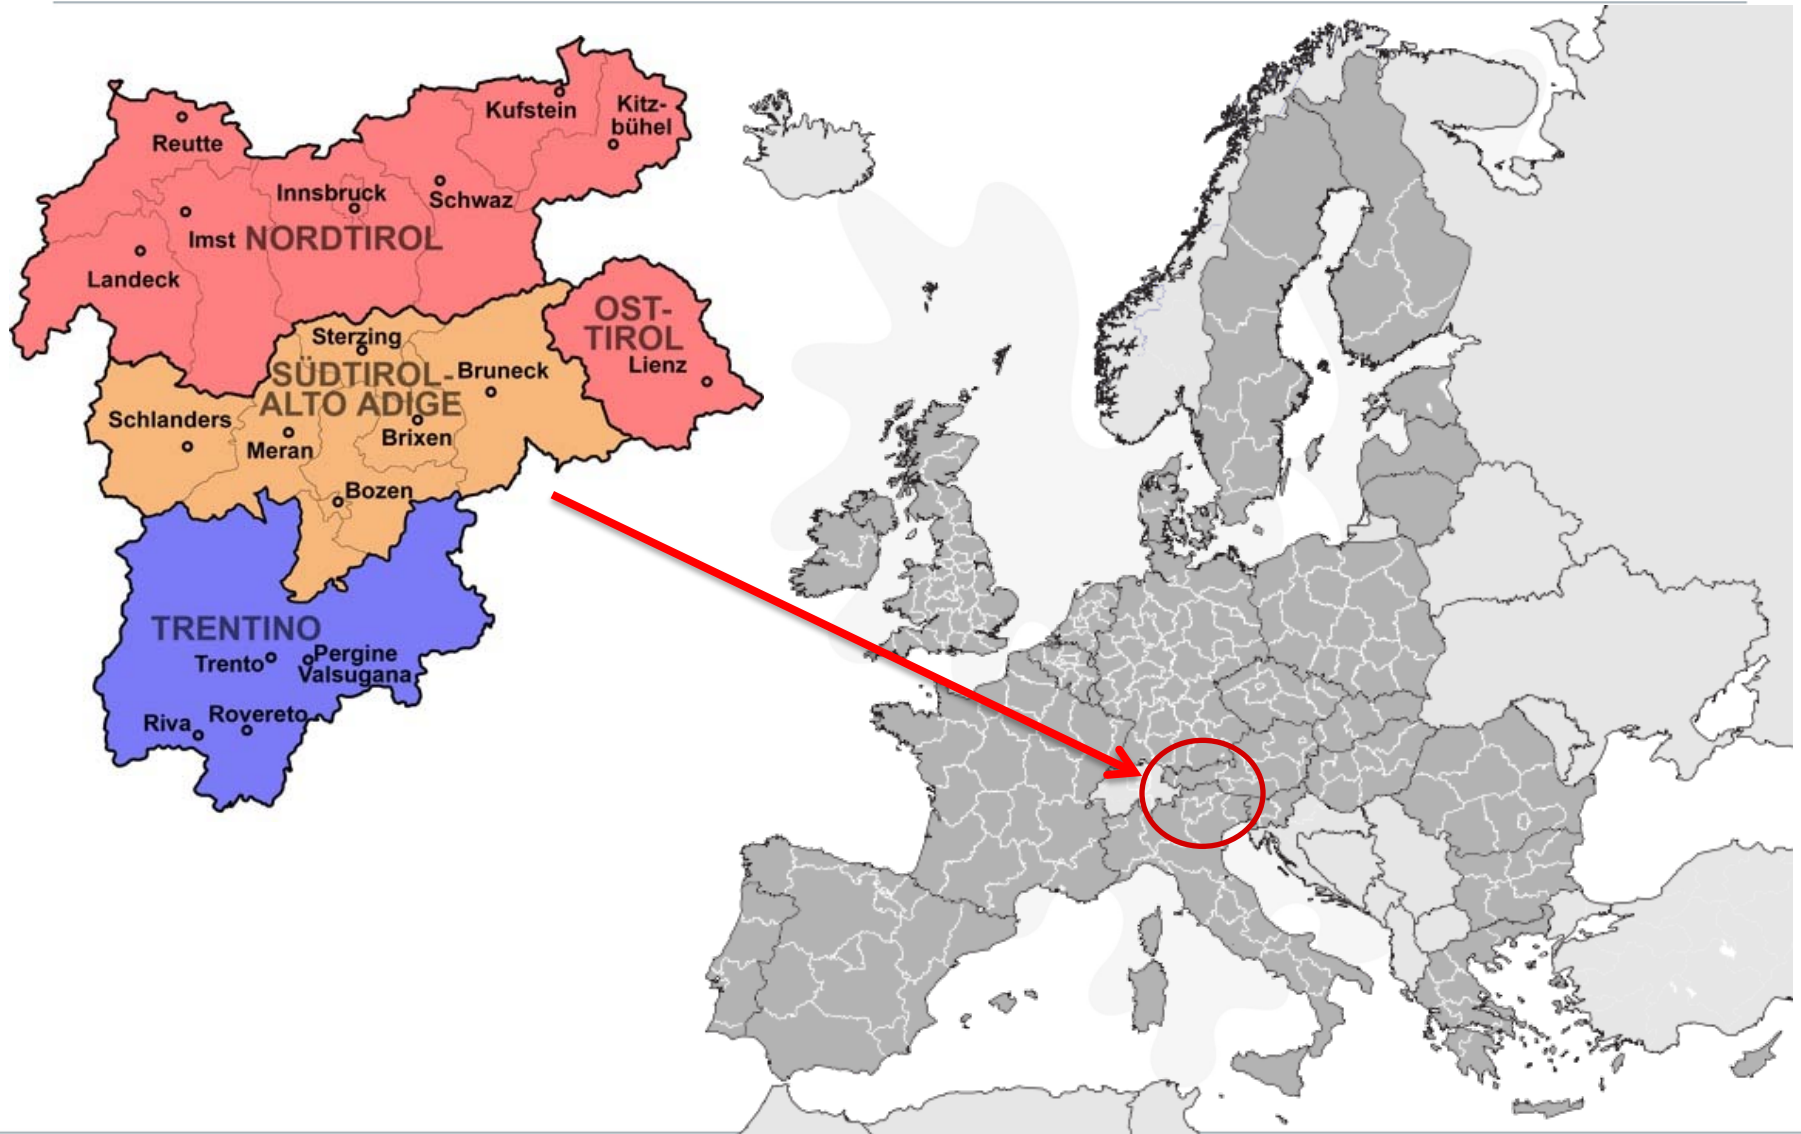 Kufstein
Kitz-
bühel
Reutte
Innsbruck
Schwaz
Imst
NORDTIROL
Landeck
OST-
TIROL
Lienz
Sterzing
SÜDTIROL-
ALTO ADIGE
Bruneck
Schlanders
Meran
Brixen
Bozen
TRENTINO
Trento
Pergine
Valsugana
Riva
Rovereto